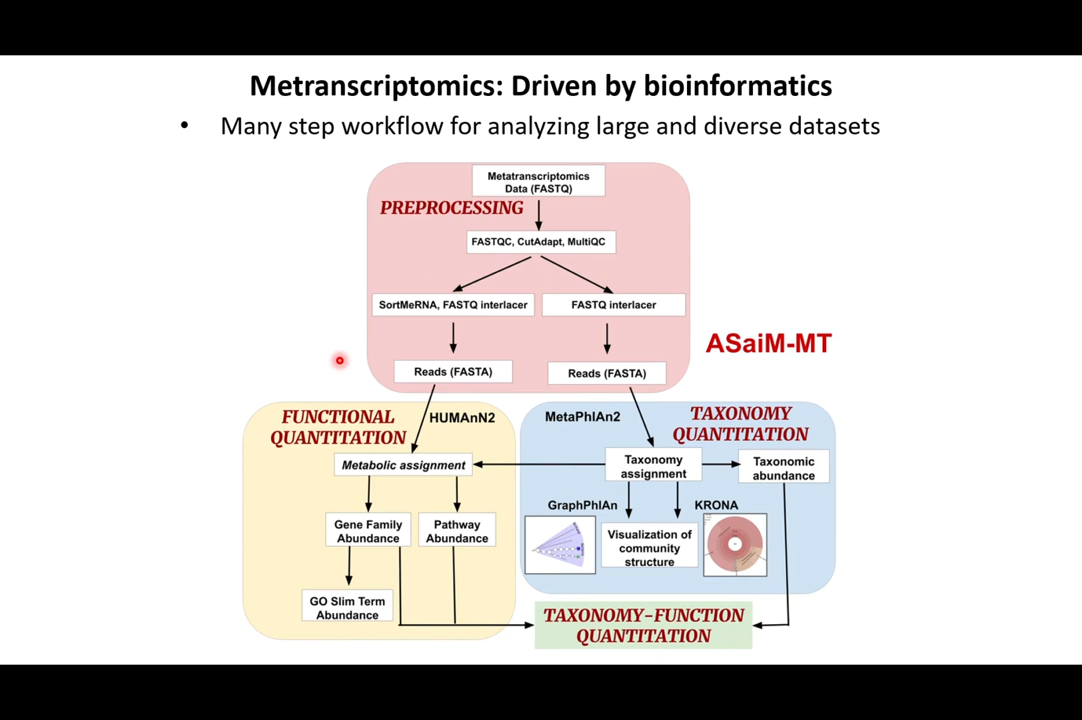 Metranscriptomics: Driven by bioinformatics
• Many step workflow for analyzing large and diverse datasets
Metatranscriptomics
Data (FASTQ)
PREPROCESSING
FASTQC, CutAdapt, MultiQC
SortMeRNA, FASTQ interlacer
FASTQ interlacer
ASaiM-MT
Reads (FASTA)
Reads (FASTA)
FUNCTIONAL
QUANTITATION
HUMAnN2
MetaPhlAn2
TAXONOMY
QUANTITATION
Metabolic assignment
Taxonomy
assignment
Taxonomic
abundance
GraphPhlAn
KRONA
Gene Family
Abundance
Pathway
Abundance
Visualization of
community
structure
GO Slim Term
Abundance
TAXONOMY-FUNCTION
QUANTITATION